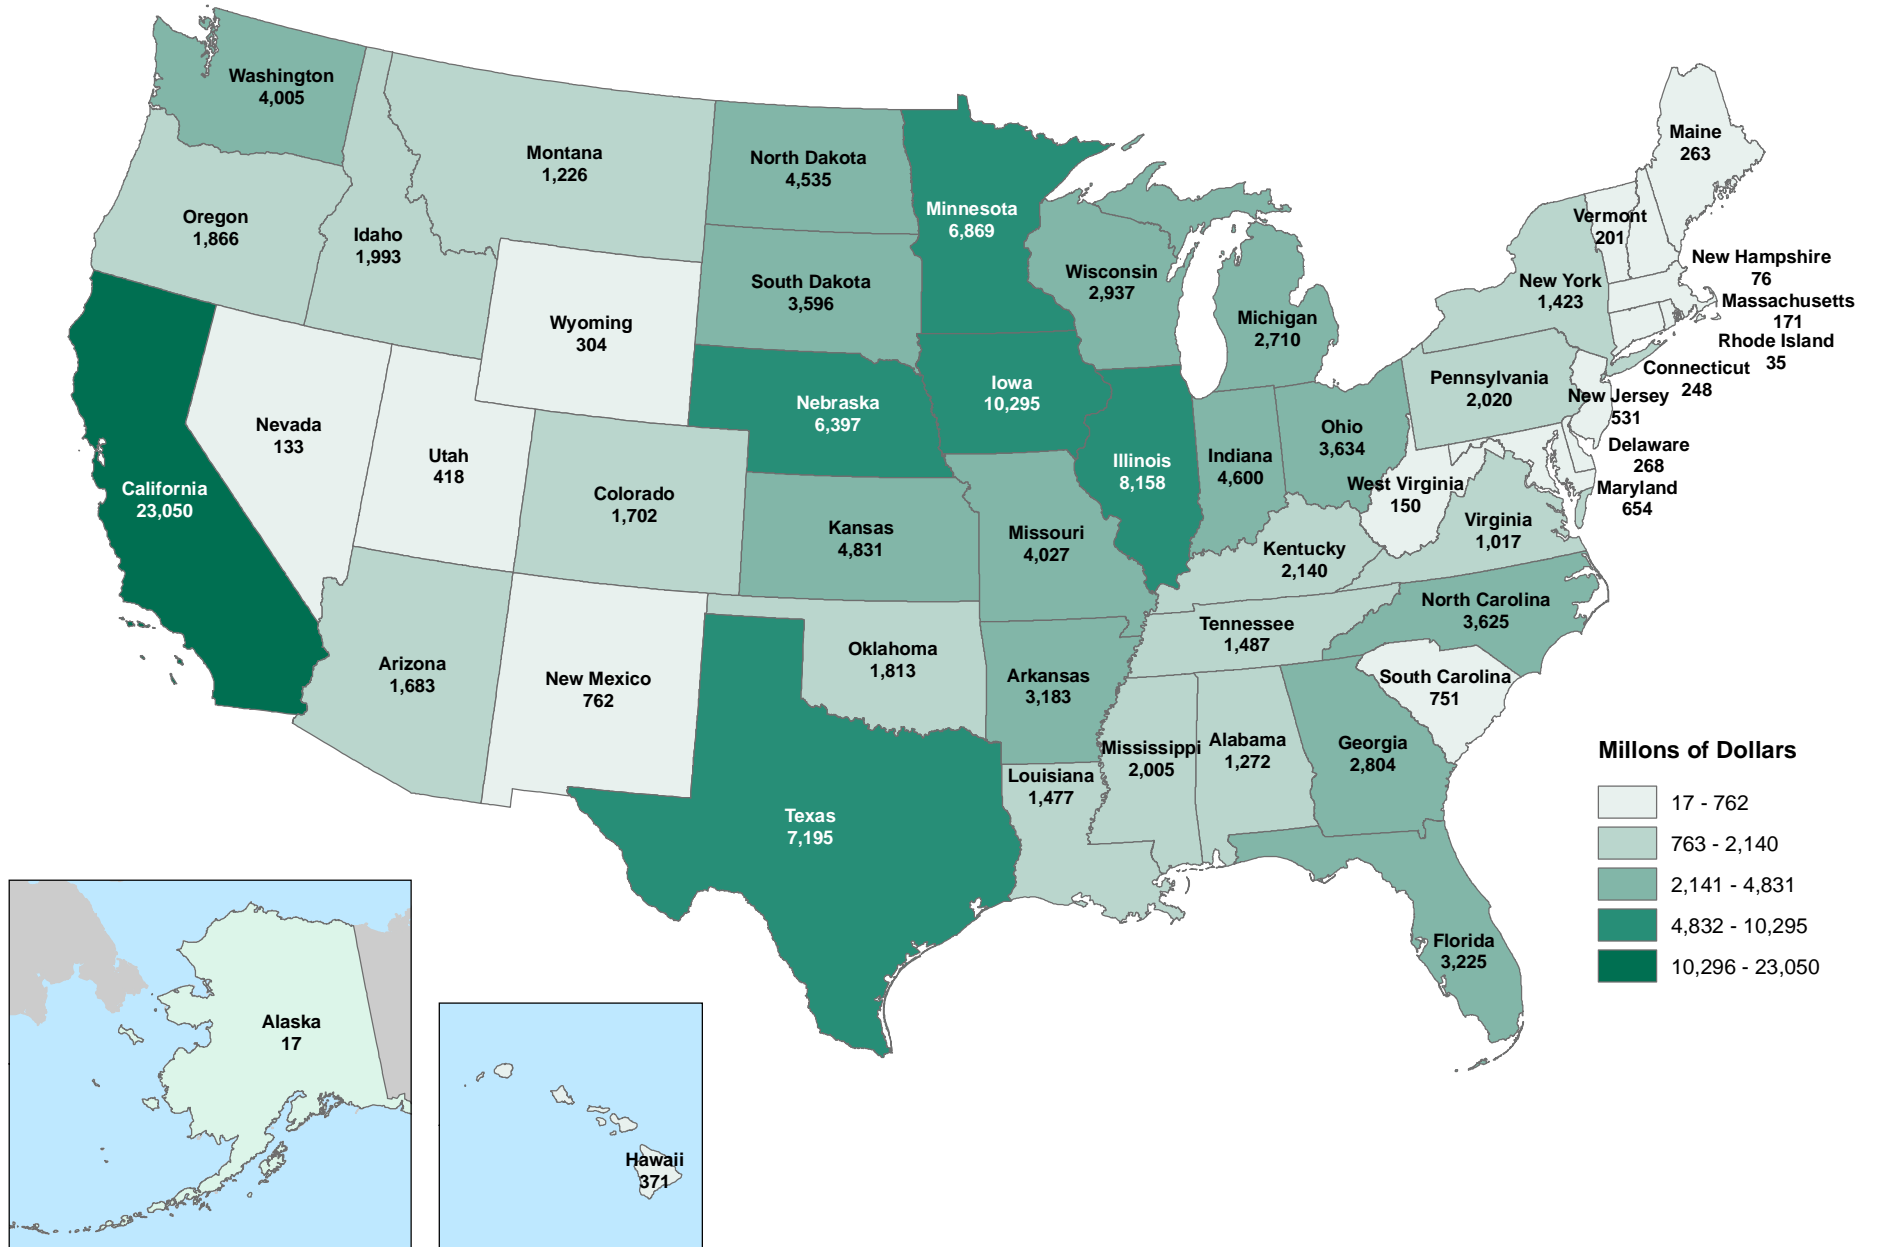 Washington
4,005
Montana
1,226
North Dakota
4,535
Minnesota
6,869
Maine
263
Oregon
1,866
Idaho
1,993
Vermont
201
New Hampshire
76
South Dakota
3,596
Wisconsin
2,937
New York
1,423
Massachusetts
171
Wyoming
304
Michigan
2,710
Rhode Island
35
Connecticut
248
Nevada
133
Utah
418
Nebraska
6,397
Iowa
10,295
Pennsylvania
2,020
New Jersey
531
California
23,050
Colorado
1,702
Illinois
8,158
Indiana
4,600
Ohio
3,634
Delaware
268
West Virginia
150
Maryland
654
Kansas
4,831
Missouri
4,027
Kentucky
2,140
Virginia
1,017
North Carolina
3,625
Arizona
1,683
New Mexico
762
Oklahoma
1,813
Arkansas
3,183
Tennessee
1,487
South Carolina
751
Texas
7,195
Louisiana
1,477
Mississippi
2,005
Alabama
1,272
Georgia
2,804
Florida
3,225
Millons of Dollars
17 - 762
763 - 2,140
2,141 - 4,831
4,832 - 10,295
10,296 - 23,050
Alaska
17
Hawaii
371